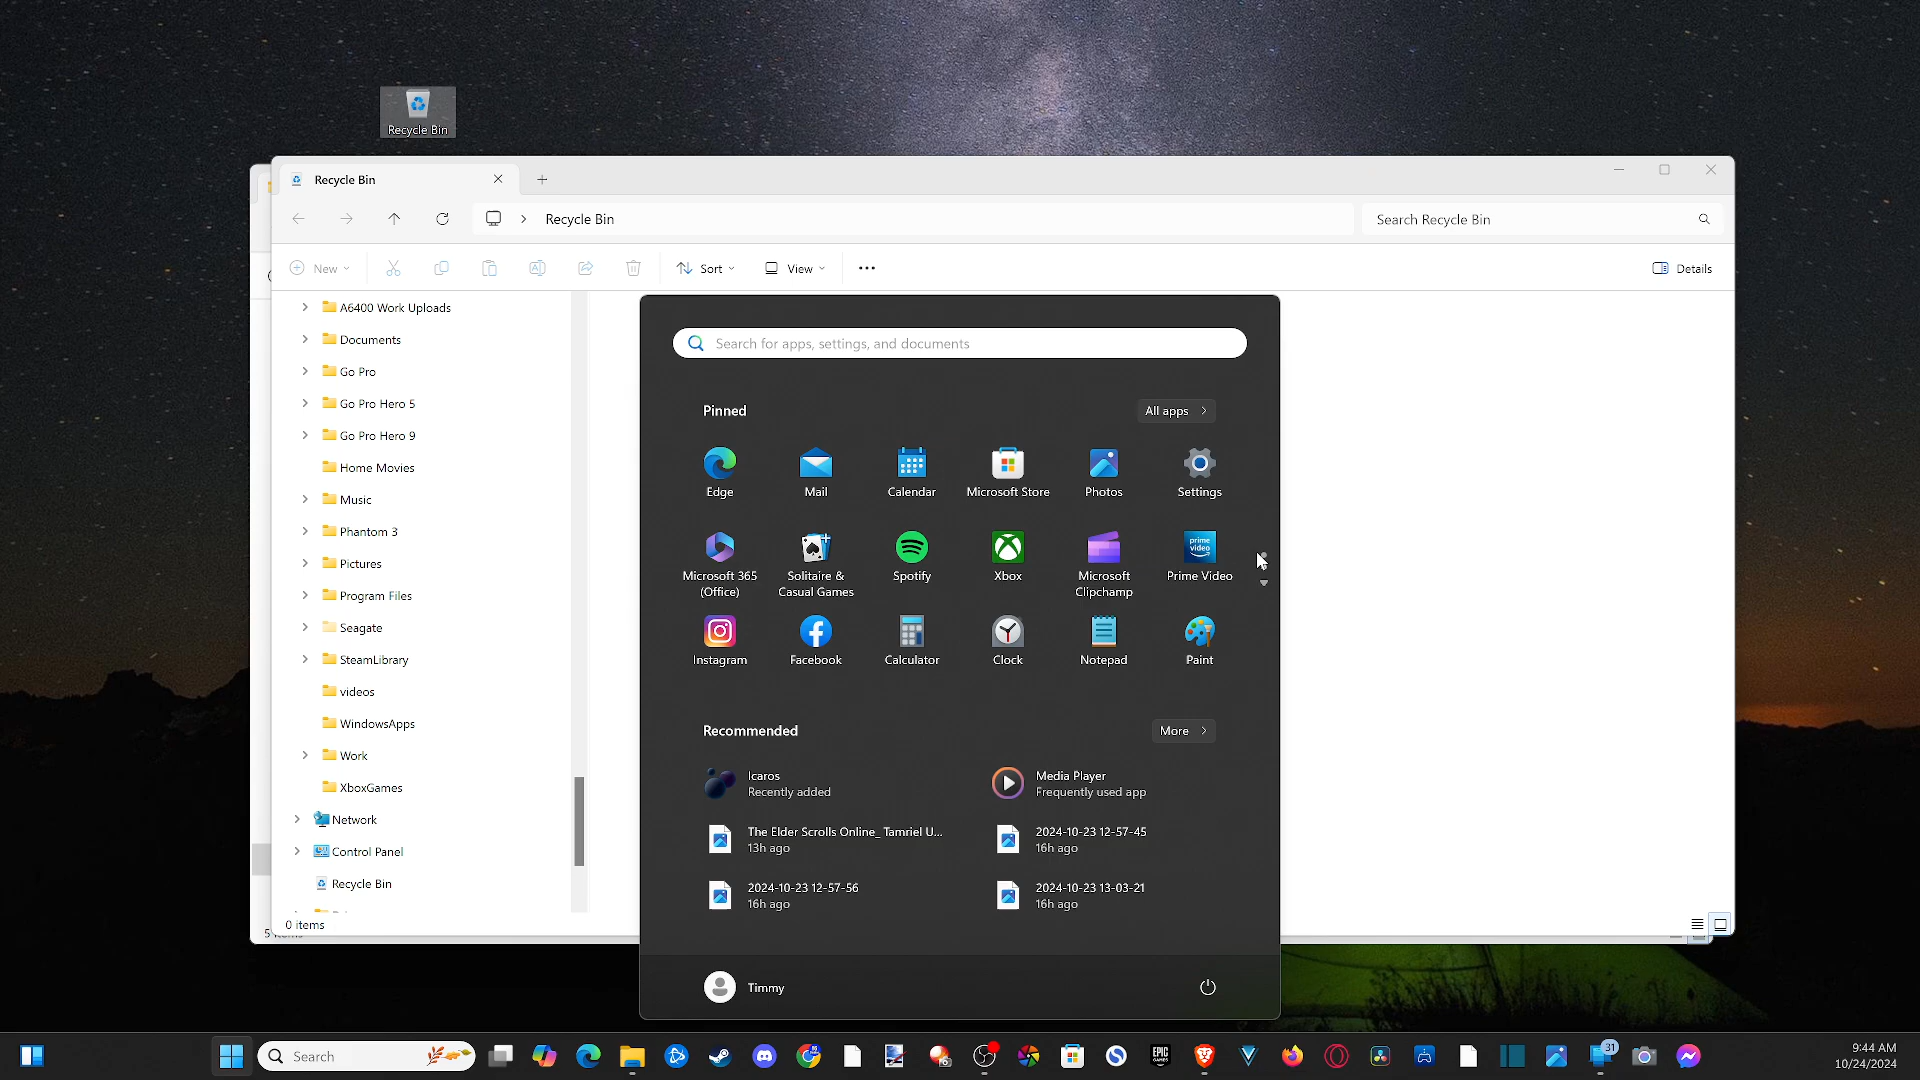 Recycle Bin
Recycle Bin
Recycle Bin
Search Recycle Bin
New
Sort
View
Details
A6400 Work Uploads
Documents
Go Pro
Go Pro Hero 5
Go Pro Hero 9
Home Movies
Music
Phantom 3
Pictures
Program Files
Seagate
SteamLibrary
videos
WindowsApps
Work
XboxGames
Network
Control Panel
Recycle Bin
0 items
Search for apps, settings, and documents
Pinned
All apps
Edge
Mail
Calendar
Microsoft Store
Photos
Settings
Microsoft 365
(Office)
Solitaire &
Casual Games
Spotify
Xbox
Microsoft
Clipchamp
prime
video
Prime Video
Instagram
Facebook
Calculator
Clock
Notepad
Paint
Recommended
More
Icaros
Recently added
Media Player
Frequently used app
The Elder Scrolls Online_ Tamriel U...
13h ago
2024-10-23 12-57-45
16h ago
2024-10-23 12-57-56
16h ago
2024-10-23 13-03-21
16h ago
Timmy
Search
EPIC
GAMES
31
9:44 AM
10/24/2024